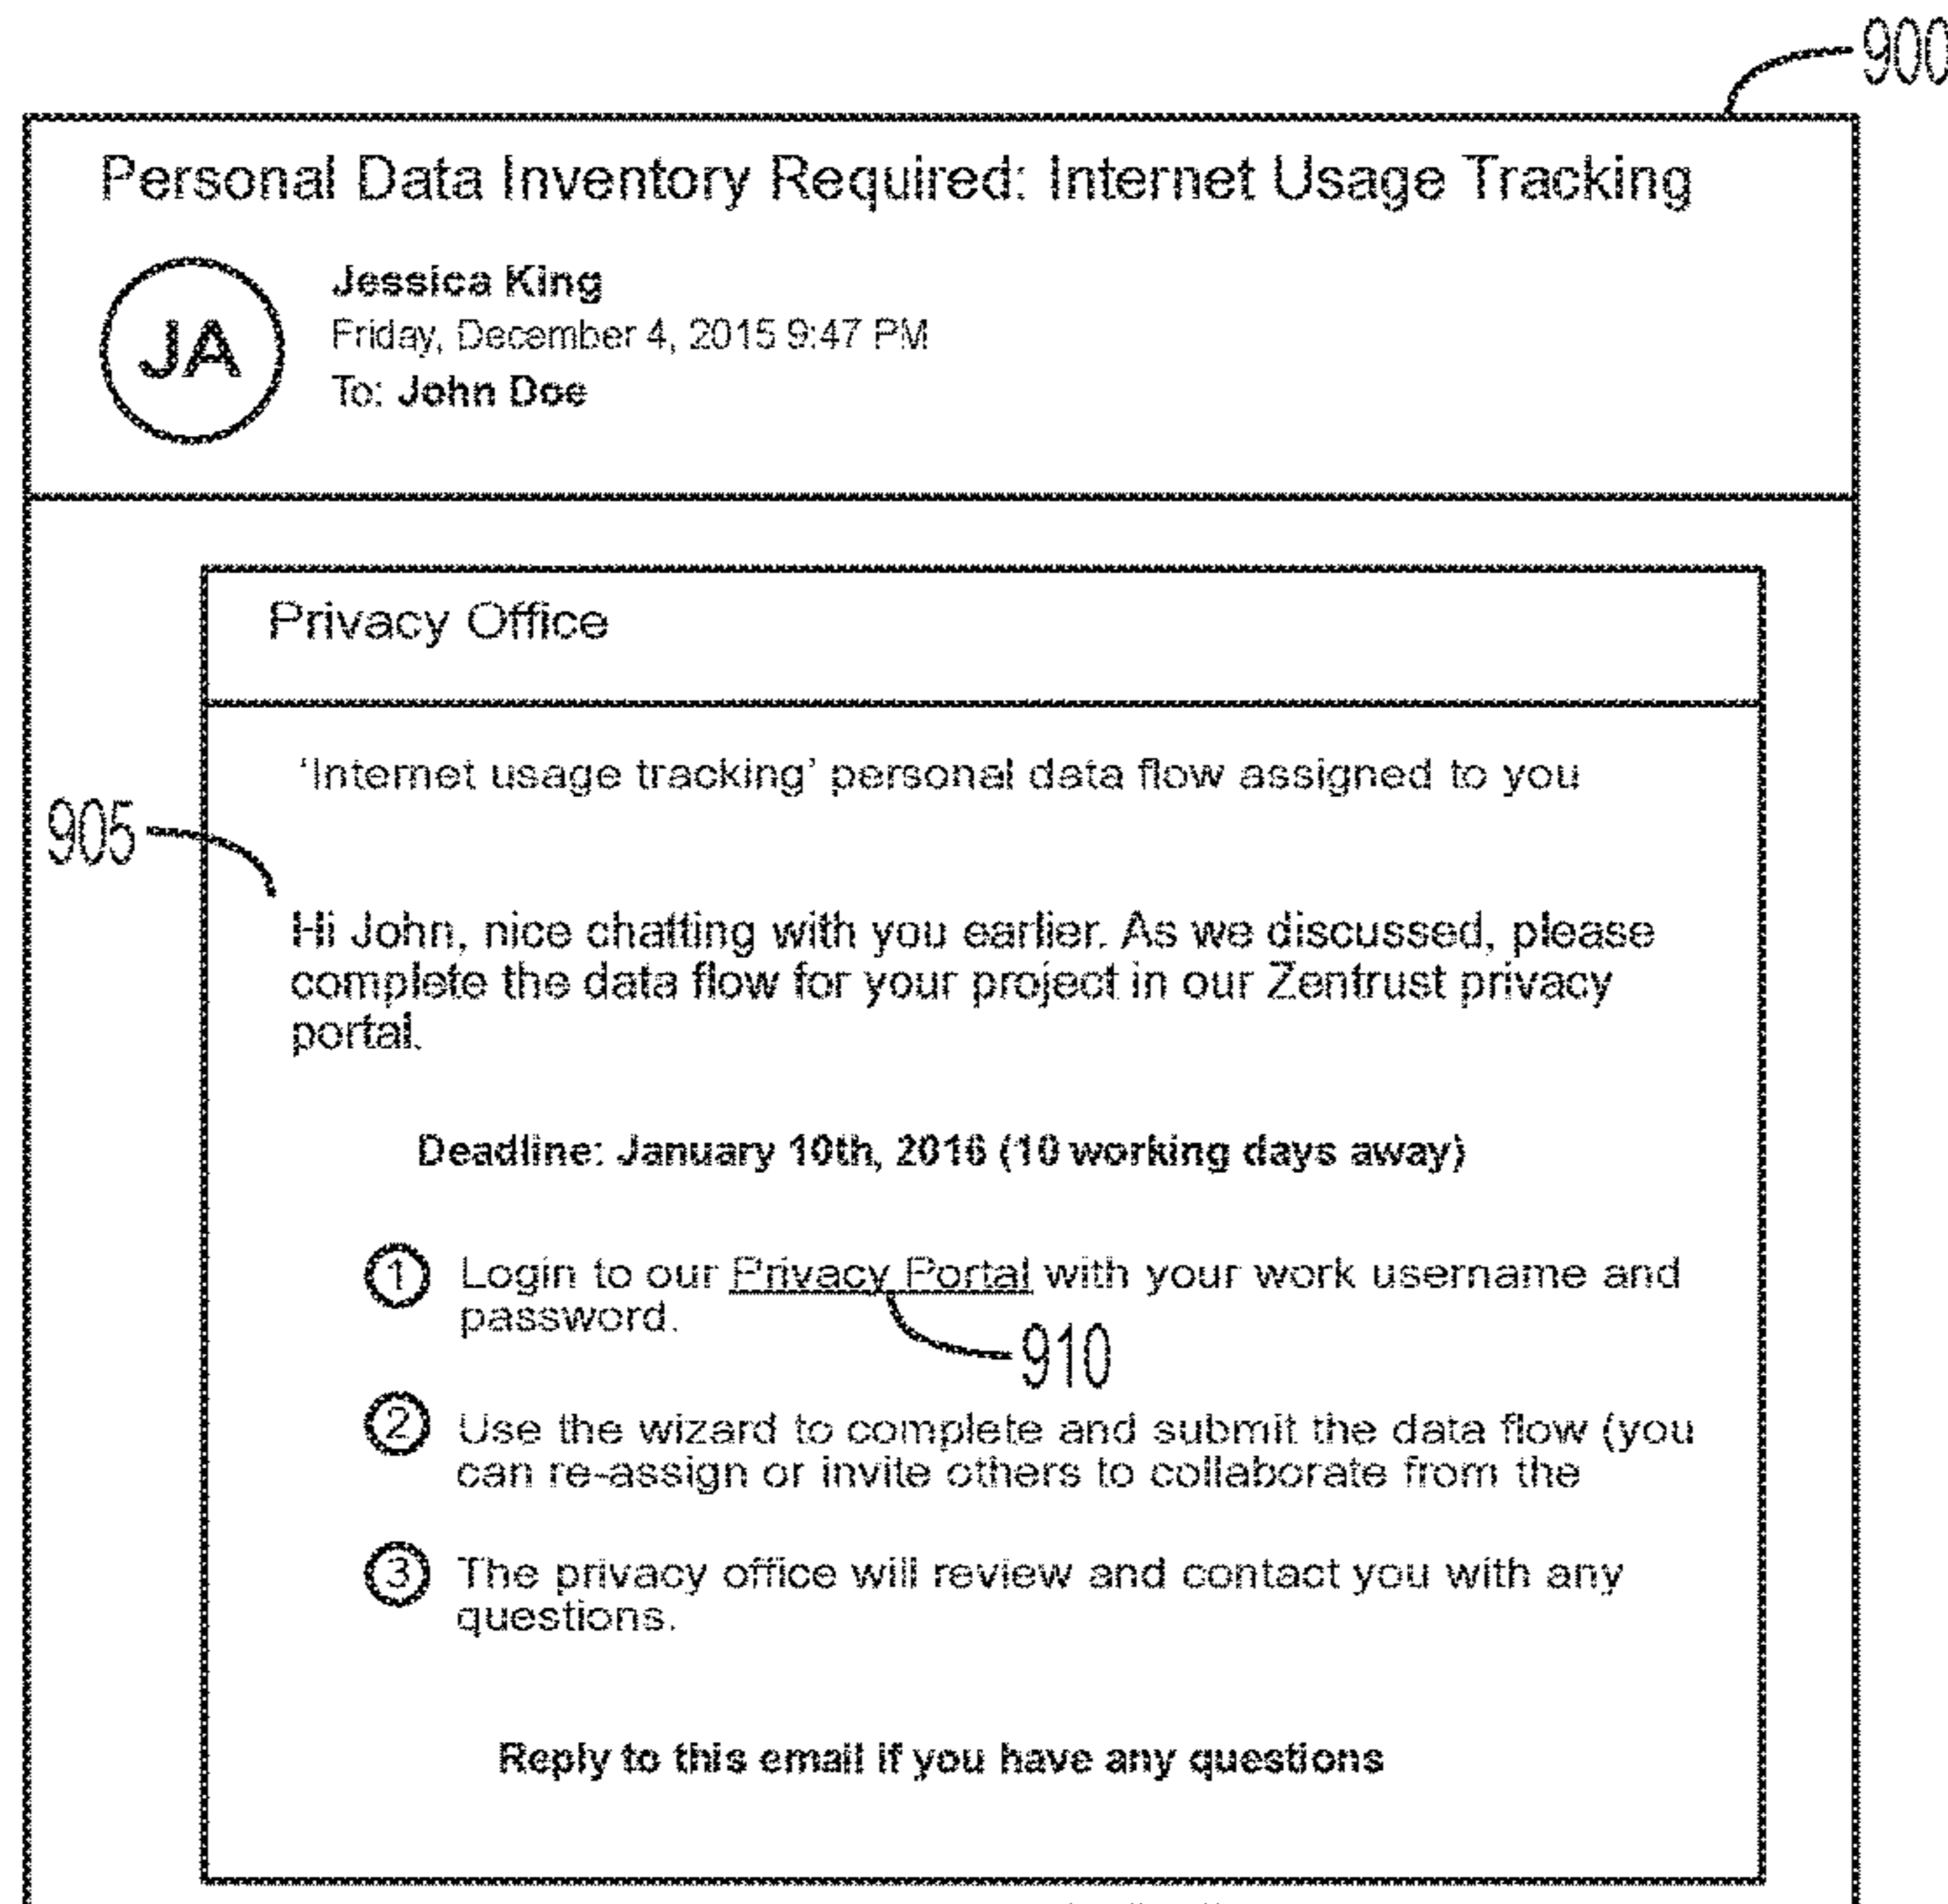 900
Personal Data Inventory Required: Internet Usage Tracking
JA
Jessica King
Friday, December 4, 2015 9:47 PM
To: John Doe
Privacy Office
'Internet usage tracking' personal data flow assigned to you
905
Hi John, nice chatting with you earlier. As we discussed, please
complete the data flow for your project in our Zentrust privacy
portal.
Deadline: January 10th, 2016 (10 working days away)
1 Login to our Privacy Portal with your work username and
password.
910
2 Use the wizard to complete and submit the data flow (you
can re-assign or invite others to collaborate from the
3 The privacy office will review and contact you with any
questions.
Reply to this email if you have any questions